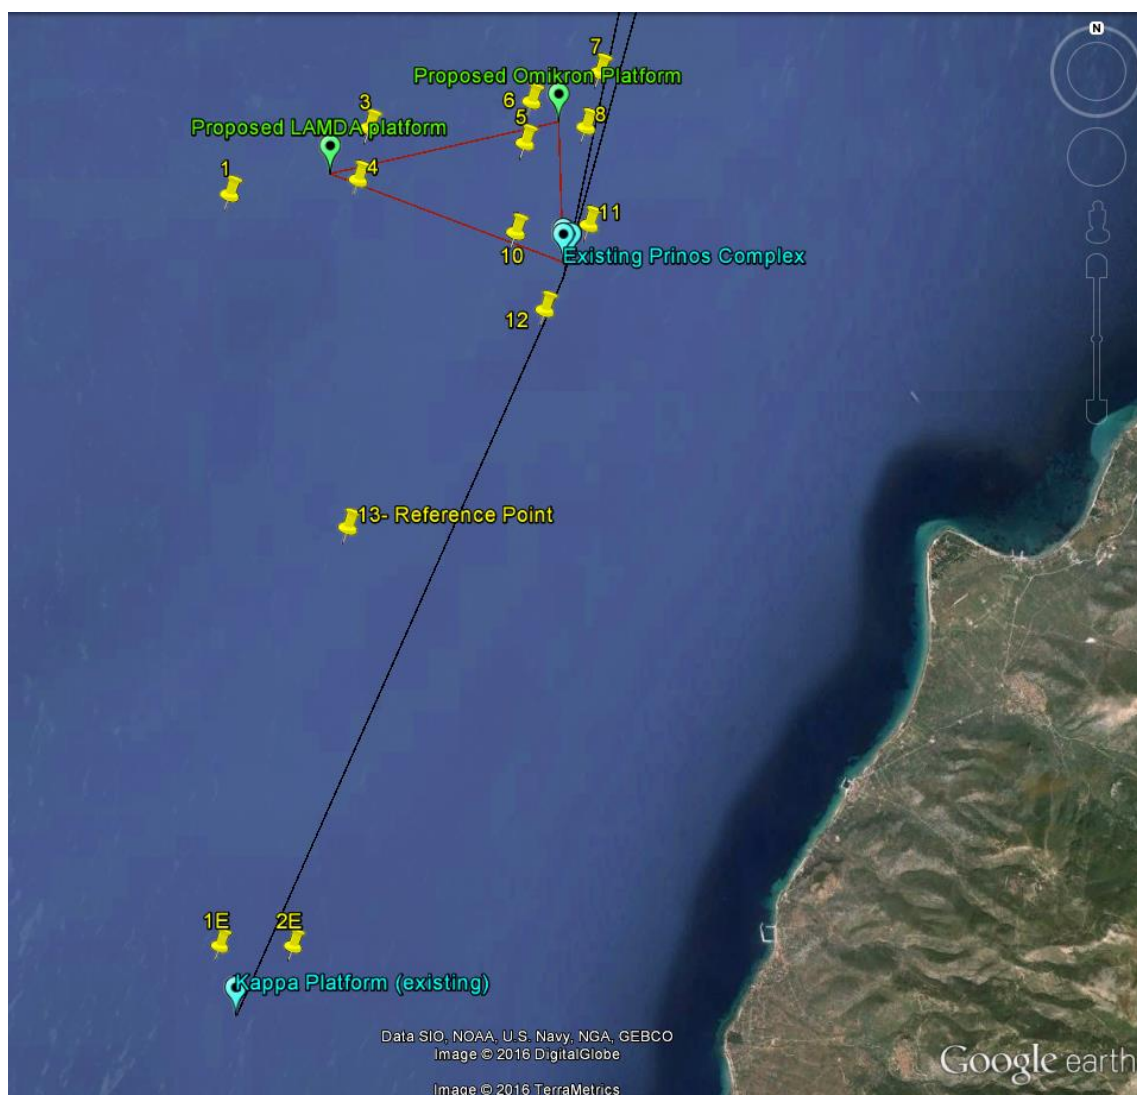 N
7
Proposed Omikron Platform
6
3
8
5
Proposed LAMDA platform
4
1
11
10
Existing Prinos Complex
12
13- Reference Point
1E
2E
Kappa Platform (existing)
Data SIO, NOAA, U.S. Navy, NGA, GEBCO
Image © 2016 DigitalGlobe
Image © 2016 TerraMetrics
Google earth